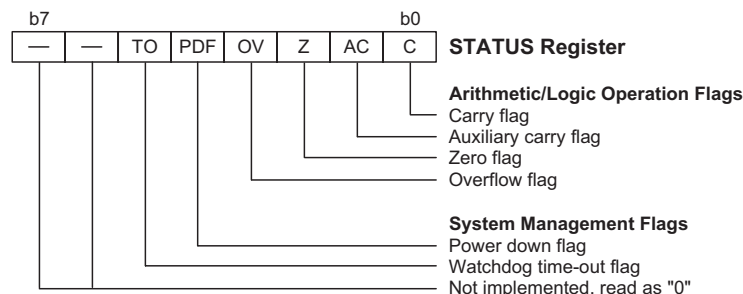 b7 b0
— — TO PDF OV Z AC C STATUS Register
Arithmetic/Logic Operation Flags
Carry flag
Auxiliary carry flag
Zero flag
Overflow flag
System Management Flags
Power down flag
Watchdog time-out flag
Not implemented, read as "0"